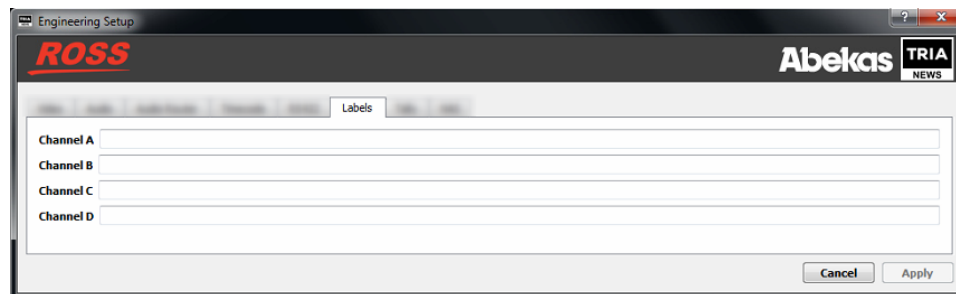 Engineering Setup
ROSS
Abekas TRIA NEWS
Labels
Channel A
Channel B
Channel C
Channel D
Cancel Apply